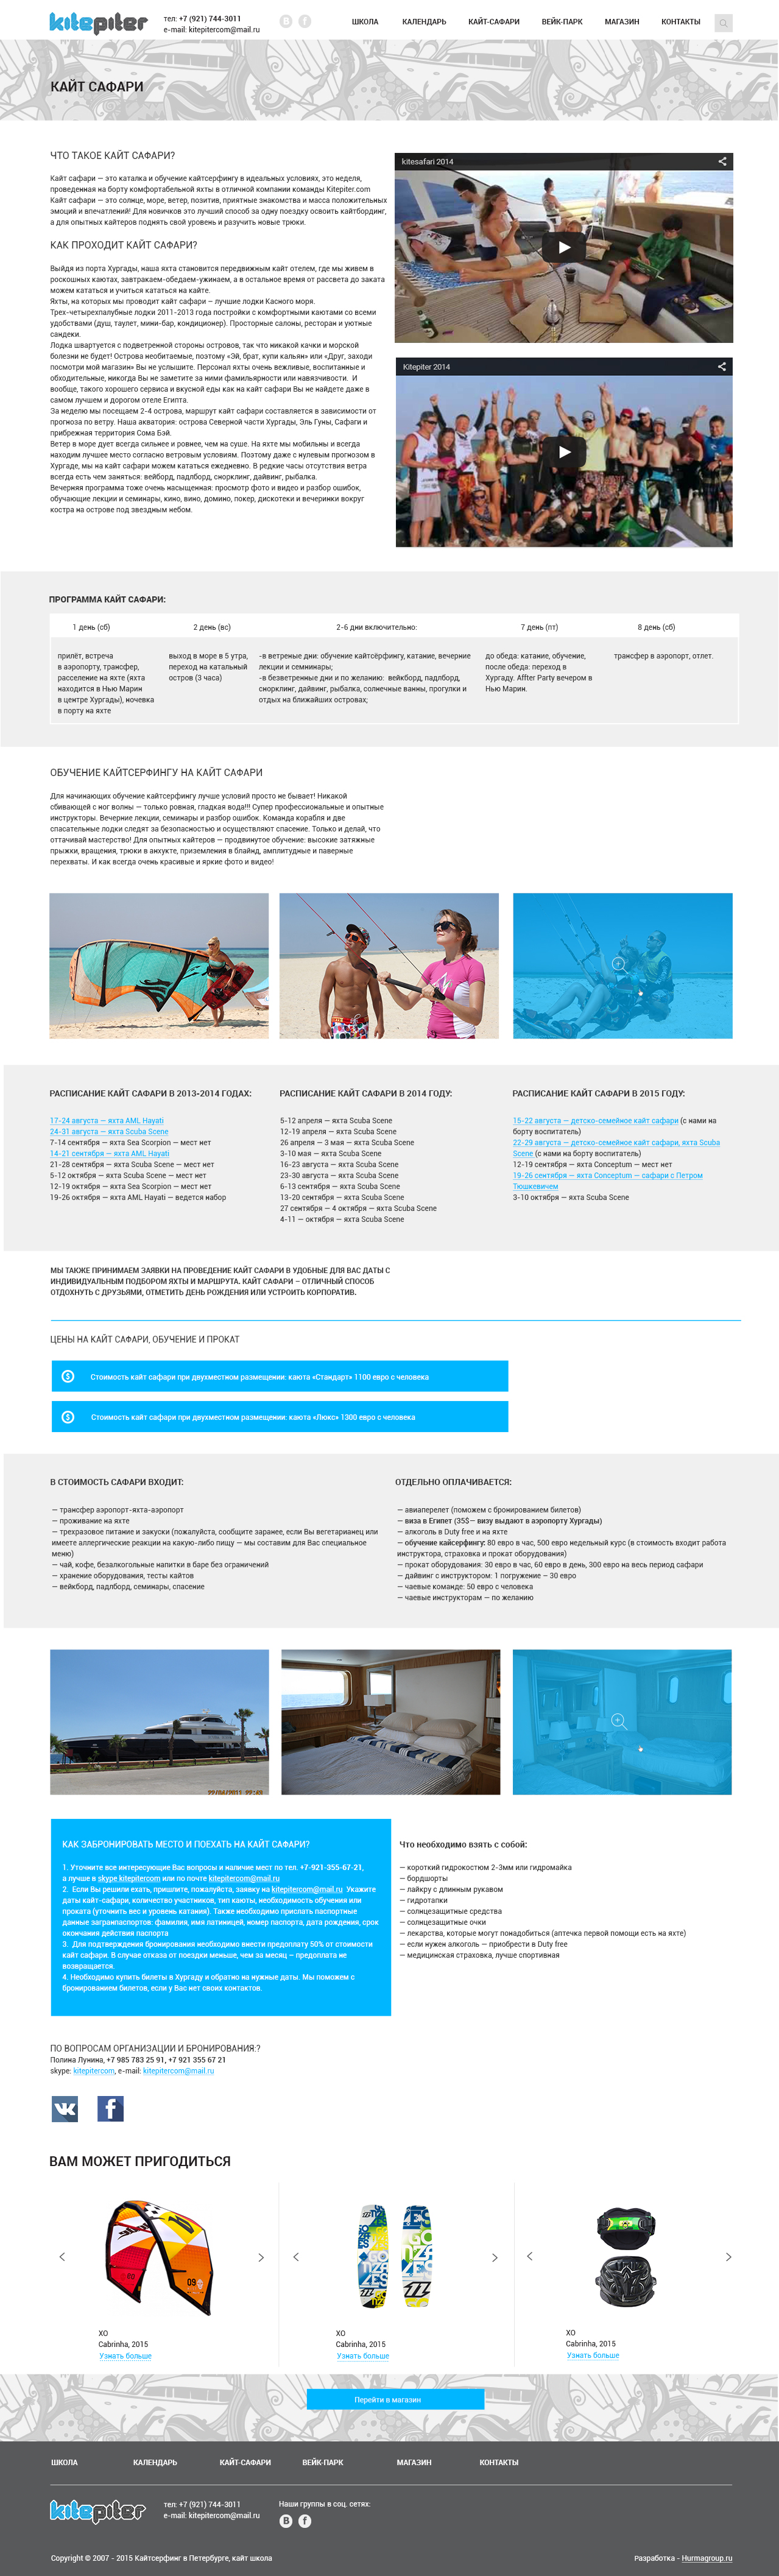 kitepiter
тел: +7 (921) 744-3011
e-mail: kitepitercom@mail.ru
B f
ШКОЛА КАЛЕНДАРЬ КАЙТ-САФАРИ ВЕЙК-ПАРК МАГАЗИН КОНТАКТЫ
КАЙТ САФАРИ
ЧТО ТАКОЕ КАЙТ САФАРИ?
Кайт сафари — это каталка и обучение кайтсерфингу в идеальных условиях, это неделя,
проведенная на борту комфортабельной яхты в отличной компании команды Kitepiter.com
Кайт сафари — это солнце, море, ветер, позитив, приятные знакомства и масса положительных
эмоций и впечатлений! Для новичков это лучший способ за одну поездку освоить кайтбординг,
а для опытных кайтеров поднять свой уровень и разучить новые трюки.
КАК ПРОХОДИТ КАЙТ САФАРИ?
Выйдя из порта Хургады, наша яхта становится передвижным кайт отелем, где мы живем в
роскошных каютах, завтракаем-обедаем-ужинаем, а в остальное время от рассвета до заката
можем кататься и учиться кататься на кайте.
Яхты, на которых мы проводит кайт сафари – лучшие лодки Касного моря.
Трех-четырехпалубные лодки 2011-2013 года постройки с комфортными каютами со всеми
удобствами (душ, таулет, мини-бар, кондиционер). Просторные салоны, ресторан и уютные
сандеки.
Лодка швартуется с подветренной стороны островов, так что никакой качки и морской
болезни не будет! Острова необитаемые, поэтому «Эй, брат, купи кальян» или «Друг, заходи
посмотри мой магазин» Вы не услышите. Персонал яхты очень вежливые, воспитанные и
обходительные, никогда Вы не заметите за ними фамильярности или навязчивости. И
вообще, такого хорошего сервиса и вкусной еды как на кайт сафари Вы не найдете даже в
самом лучшем и дорогом отеле Египта.
За неделю мы посещаем 2-4 острова, маршрут кайт сафари составляется в зависимости от
прогноза по ветру. Наша акватория: острова Северной части Хургады, Эль Гуны, Сафаги и
прибрежная территория Сома Бэй.
Ветер в море дует всегда сильнее и ровнее, чем на суше. На яхте мы мобильны и всегда
находим лучшее место согласно ветровым условиям. Поэтому даже с нулевым прогнозом в
Хургаде, мы на кайт сафари можем кататься ежедневно. В редкие часы отсутствия ветра
всегда есть чем заняться: вейборд, падлборд, снорклинг, дайвинг, рыбалка.
Вечерняя программа тоже очень насыщенная: просмотр фото и видео и разбор ошибок,
обучающие лекции и семинары, кино, вино, домино, покер, дискотеки и вечеринки вокруг
костра на острове под звездным небом.
kitesafari 2014
Kitepiter 2014
ПРОГРАММА КАЙТ САФАРИ:
1 день (сб) 2 день (вс) 2-6 дни включительно: 7 день (пт) 8 день (сб)
прилёт, встреча
в аэропорту, трансфер,
расселение на яхте (яхта
находится в Нью Марин
в центре Хургады), ночевка
в порту на яхте
выход в море в 5 утра,
переход на катальный
остров (3 часа)
-в ветреные дни: обучение кайтсёрфингу, катание, вечерние
лекции и семнинары;
-в безветренные дни и по желанию: вейкборд, падлборд,
снорклинг, дайвинг, рыбалка, солнечные ванны, прогулки и
отдых на ближайших островах;
до обеда: катание, обучение,
после обеда: переход в
Хургаду. Affter Party вечером в
Нью Марин.
трансфер в аэропорт, отлет.
ОБУЧЕНИЕ КАЙТСЕРФИНГУ НА КАЙТ САФАРИ
Для начинающих обучение кайтсерфингу лучше условий просто не бывает! Никакой
сбивающей с ног волны — только ровная, гладкая вода!!! Супер профессиональные и опытные
инструкторы. Вечерние лекции, семинары и разбор ошибок. Команда корабля и две
спасательные лодки следят за безопасностью и осуществляют спасение. Только и делай, что
оттачивай мастерство! Для опытных кайтеров — продвинутое обучение: высокие затяжные
прыжки, вращения, трюки в анхукте, приземления в блайнд, амплитудные и паверные
перехваты. И как всегда очень красивые и яркие фото и видео!
РАСПИСАНИЕ КАЙТ САФАРИ В 2013-2014 ГОДАХ:
17-24 августа — яхта AML Hayati
24-31 августа — яхта Scuba Scene
7-14 сентября — яхта Sea Scorpion — мест нет
14-21 сентября — яхта AML Hayati
21-28 сентября — яхта Scuba Scene — мест нет
5-12 октября — яхта Scuba Scene — мест нет
12-19 октября — яхта Sea Scorpion — мест нет
19-26 октября — яхта AML Hayati — ведется набор
РАСПИСАНИЕ КАЙТ САФАРИ В 2014 ГОДУ:
5-12 апреля — яхта Scuba Scene
12-19 апреля — яхта Scuba Scene
26 апреля — 3 мая — яхта Scuba Scene
3-10 мая — яхта Scuba Scene
16-23 августа — яхта Scuba Scene
23-30 августа — яхта Scuba Scene
6-13 сентября — яхта Scuba Scene
13-20 сентября — яхта Scuba Scene
27 сентября — 4 октября — яхта Scuba Scene
4-11 — октября — яхта Scuba Scene
РАСПИСАНИЕ КАЙТ САФАРИ В 2015 ГОДУ:
15-22 августа — детско-семейное кайт сафари (с нами на
борту воспитатель)
22-29 августа — детско-семейное кайт сафари, яхта Scuba
Scene (с нами на борту воспитатель)
12-19 сентября — яхта Conceptum — мест нет
19-26 сентября — яхта Conceptum — сафари с Петром
Тюшкевичем
3-10 октября — яхта Scuba Scene
МЫ ТАКЖЕ ПРИНИМАЕМ ЗАЯВКИ НА ПРОВЕДЕНИЕ КАЙТ САФАРИ В УДОБНЫЕ ДЛЯ ВАС ДАТЫ С
ИНДИВИДУАЛЬНЫМ ПОДБОРОМ ЯХТЫ И МАРШРУТА. КАЙТ САФАРИ – ОТЛИЧНЫЙ СПОСОБ
ОТДОХНУТЬ С ДРУЗЬЯМИ, ОТМЕТИТЬ ДЕНЬ РОЖДЕНИЯ ИЛИ УСТРОИТЬ КОРПОРАТИВ.
ЦЕНЫ НА КАЙТ САФАРИ, ОБУЧЕНИЕ И ПРОКАТ
Стоимость кайт сафари при двухместном размещении: каюта «Стандарт» 1100 евро с человека
Стоимость кайт сафари при двухместном размещении: каюта «Люкс» 1300 евро с человека
В СТОИМОСТЬ САФАРИ ВХОДИТ:
— трансфер аэропорт-яхта-аэропорт
— проживание на яхте
— трехразовое питание и закуски (пожалуйста, сообщите заранее, если Вы вегетарианец или
имеете аллергические реакции на какую-либо пищу — мы составим для Вас специальное
меню)
— чай, кофе, безалкогольные напитки в баре без ограничений
— хранение оборудования, тесты кайтов
— вейкборд, падлборд, семинары, спасение
ОТДЕЛЬНО ОПЛАЧИВАЕТСЯ:
— авиаперелет (поможем с бронированием билетов)
— виза в Египет (35$— визу выдают в аэропорту Хургады)
— алкоголь в Duty free и на яхте
— обучение кайсерфингу: 80 евро в час, 500 евро недельный курс (в стоимость входит работа
инструктора, страховка и прокат оборудования)
— прокат оборудования: 30 евро в час, 60 евро в день, 300 евро на весь период сафари
— дайвинг с инструктором: 1 погружение – 30 евро
— чаевые команде: 50 евро с человека
— чаевые инструкторам — по желанию
КАК ЗАБРОНИРОВАТЬ МЕСТО И ПОЕХАТЬ НА КАЙТ САФАРИ?
1. Уточните все интересующие Вас вопросы и наличие мест по тел. +7-921-355-67-21,
а лучше в skype kitepitercom или по почте kitepitercom@mail.ru
2. Если Вы решили ехать, пришлите, пожалуйста, заявку на kitepitercom@mail.ru Укажите
даты кайт-сафари, количество участников, тип каюты, необходимость обучения или
проката (уточнить вес и уровень катания). Также необходимо прислать паспортные
данные загранпаспортов: фамилия, имя латиницей, номер паспорта, дата рождения, срок
окончания действия паспорта
3. Для подтверждения бронирования необходимо внести предоплату 50% от стоимости
кайт сафари. В случае отказа от поездки меньше, чем за месяц – предоплата не
возвращается.
4. Необходимо купить билеты в Хургаду и обратно на нужные даты. Мы поможем с
бронированием билетов, если у Вас нет своих контактов.
Что необходимо взять с собой:
— короткий гидрокостюм 2-3мм или гидромайка
— бордшорты
— лайкру с длинным рукавом
— гидротапки
— солнцезащитные средства
— солнцезащитные очки
— лекарства, которые могут понадобиться (аптечка первой помощи есть на яхте)
— если нужен алкоголь — приобрести в Duty free
— медицинская страховка, лучше спортивная
ПО ВОПРОСАМ ОРГАНИЗАЦИИ И БРОНИРОВАНИЯ:?
Полина Лунина, +7 985 783 25 91, +7 921 355 67 21
skype: kitepitercom, e-mail: kitepitercom@mail.ru
ВАМ МОЖЕТ ПРИГОДИТЬСЯ
XO
Cabrinha, 2015
Узнать больше
XO
Cabrinha, 2015
Узнать больше
XO
Cabrinha, 2015
Узнать больше
Перейти в магазин
ШКОЛА КАЛЕНДАРЬ КАЙТ-САФАРИ ВЕЙК-ПАРК МАГАЗИН КОНТАКТЫ
kitepiter
тел: +7 (921) 744-3011
e-mail: kitepitercom@mail.ru
Наши группы в соц. сетях:
B f
Copyright © 2007 - 2015 Кайтсерфинг в Петербурге, кайт школа
Разработка - Hurmagroup.ru